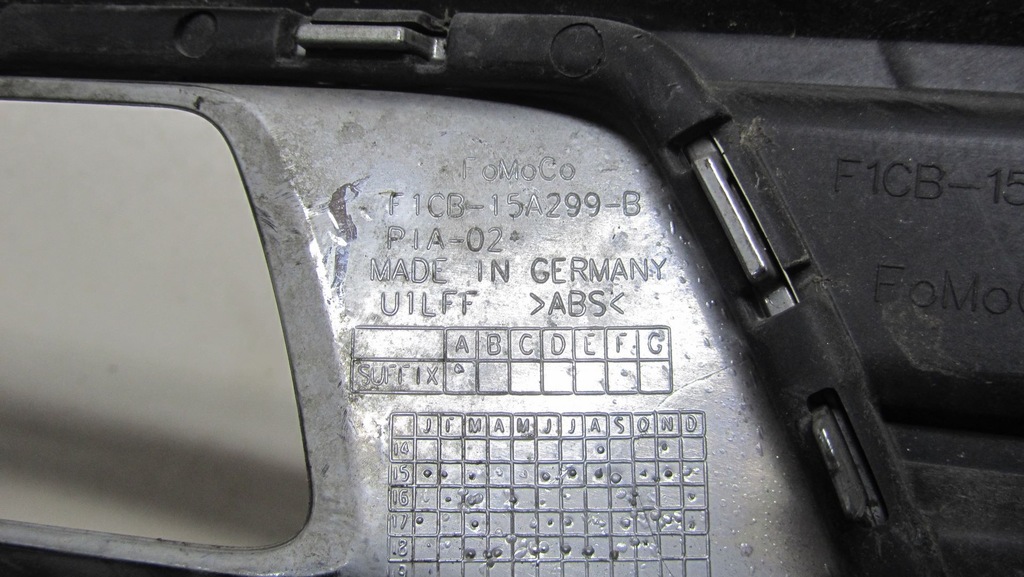 FoMoCo
F1CB-15A299-B
PIA-02
MADE IN GERMANY
U1LFF >ABS<
A B C D E F G
SUFFIX
J F M A M J J A S O N D
14
15
16
17
18
19
F1CB-15
FoMoC